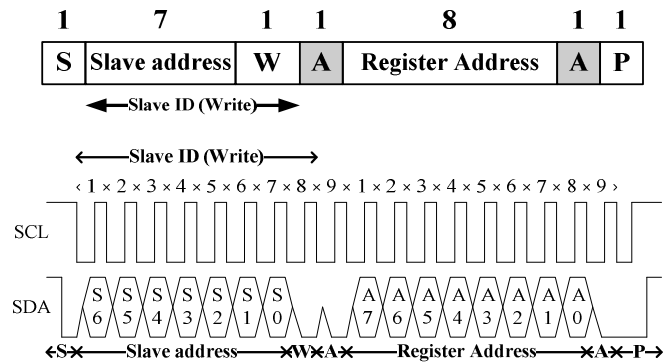 1 7 1 1 8 1 1
S Slave address W A Register Address A P
Slave ID (Write)
Slave ID (Write)
1 × 2 × 3 × 4 × 5 × 6 × 7 × 8 × 9 × 1 × 2 × 3 × 4 × 5 × 6 × 7 × 8 × 9
SCL
SDA S6 S5 S4 S3 S2 S1 S0 A7 A6 A5 A4 A3 A2 A1 A0
S Slave address W A Register Address A P